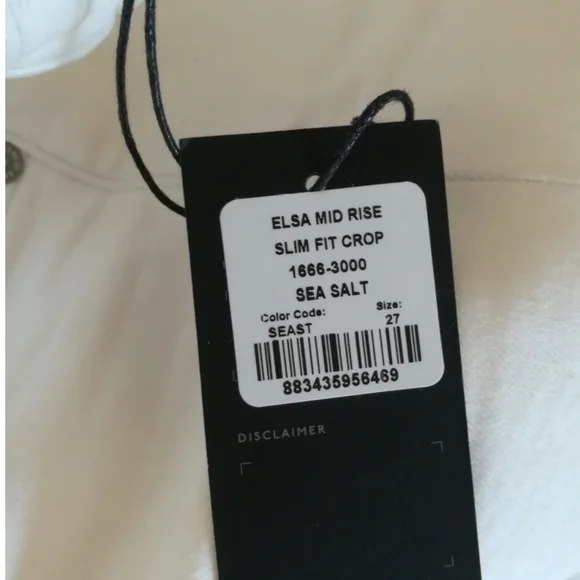 ELSA MID RISE
SLIM FIT CROP
1666-3000
SEA SALT
Color Code: Size:
SEAST 27
883435956469
DISCLAIMER